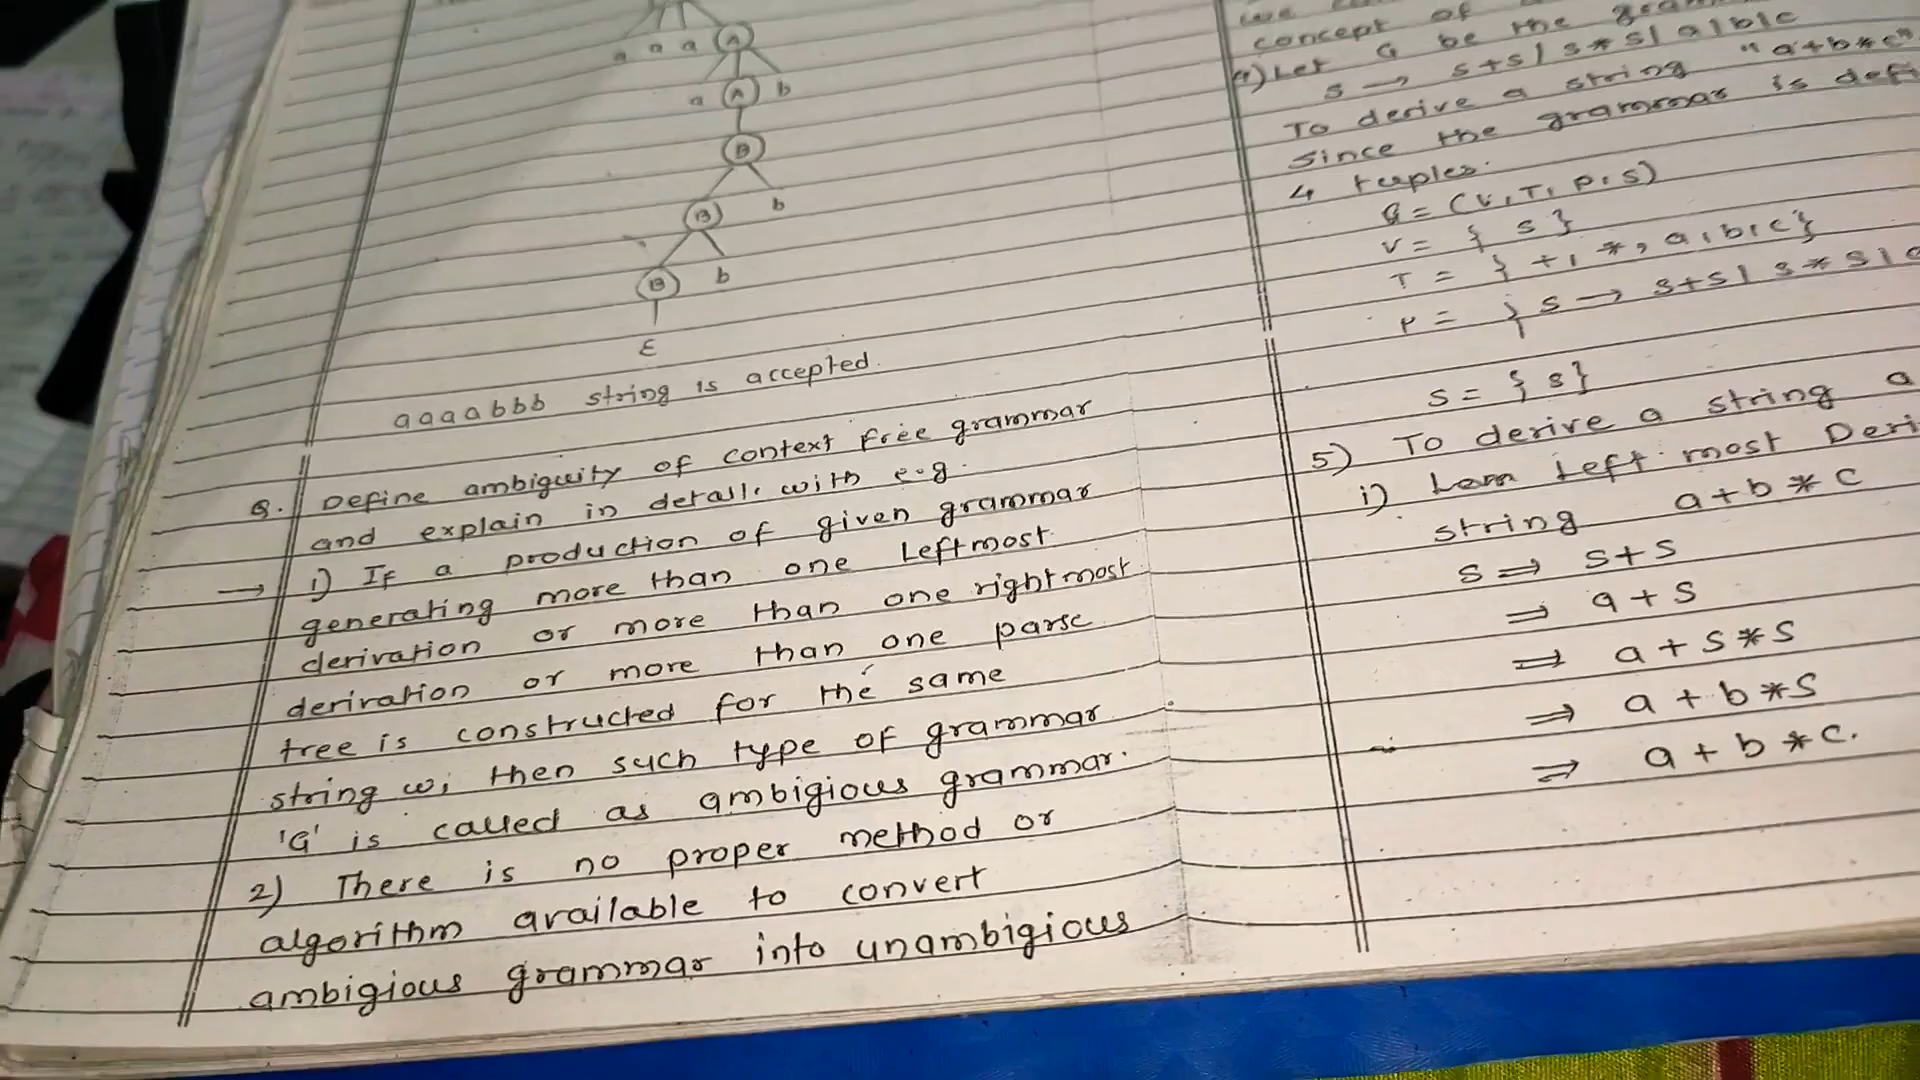 a a a A
a A b
B
B b
B b
ε
aaaabbb string is accepted.
Q. Define ambiguity of context free grammar
and explain in detail. with e.g.
→ 1) If a production of given grammar
generating more than one Leftmost
derivation or more than one rightmost
derivation or more than one parse
tree is constructed for the same
string w; then such type of grammar
'G' is called as ambigious grammar.
2) There is no proper method or
algorithm available to convert
ambigious grammar into unambigious
concept of
4) Let G be the
S → S+S | S*S | a|b|c
To derive a string "a+b*c"
since the grammar is
4 tuples.
G = (V, T, P, S)
V = { S }
T = { +, *, a, b, c }
P = { S → S+S | S*S |
S = { S }
5) To derive a string a
i) Lem Left most
string a+b*c
S ⇒ S+S
⇒ a+S
⇒ a+S*S
⇒ a+b*S
⇒ a+b*c.